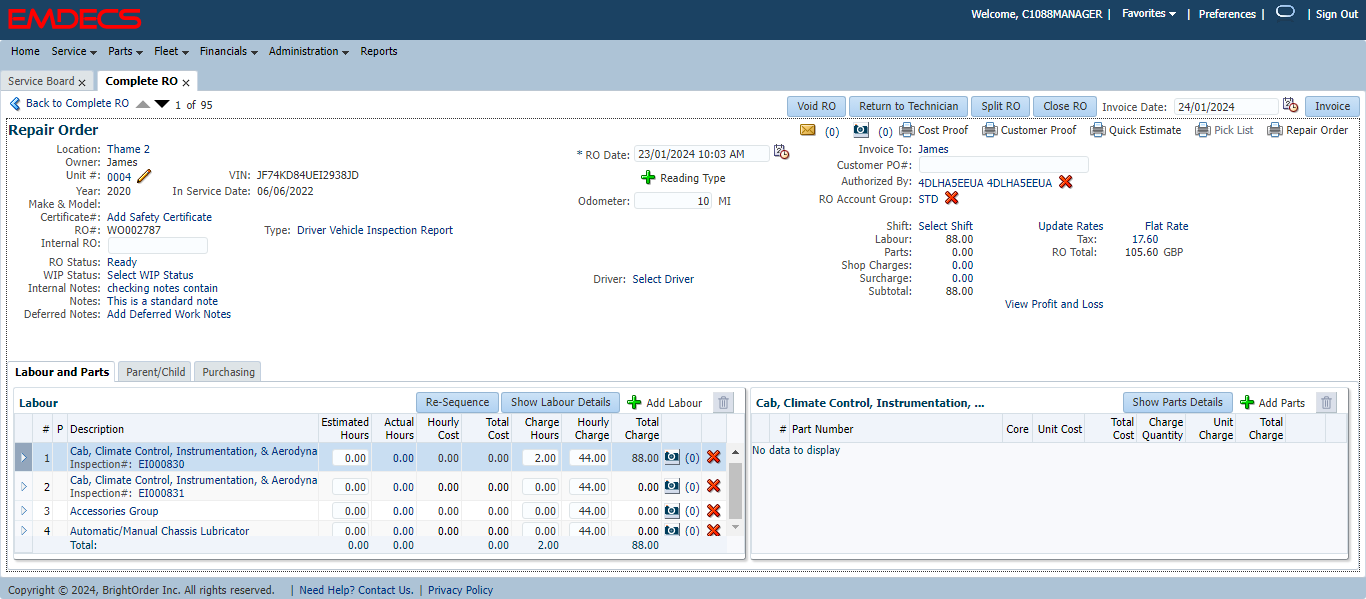 EMDECS
Welcome, C1088MANAGER | Favorites | Preferences | | Sign Out
Home Service Parts Fleet Financials Administration Reports
Service Board x Complete RO x
Back to Complete RO 1 of 95 Void RO Return to Technician Split RO Close RO Invoice Date: 24/01/2024 Invoice
Repair Order (0) (0) Cost Proof Customer Proof Quick Estimate Pick List Repair Order
Location: Thame 2
Owner: James
Unit #: 0004 VIN: JF74KD84UEI2938JD
Year: 2020 In Service Date: 06/06/2022
Make & Model:
Certificate#: Add Safety Certificate
RO#: WO002787 Type: Driver Vehicle Inspection Report
Internal RO:
RO Status: Ready
WIP Status: Select WIP Status
Internal Notes: checking notes contain
Notes: This is a standard note
Deferred Notes: Add Deferred Work Notes
* RO Date: 23/01/2024 10:03 AM
Reading Type
Odometer: 10 MI
Driver: Select Driver
Invoice To: James
Customer PO#:
Authorized By: 4DLHA5EEUA 4DLHA5EEUA
RO Account Group: STD
Shift: Select Shift Update Rates Flat Rate
Labour: 88.00 Tax: 17.60
Parts: 0.00 RO Total: 105.60 GBP
Shop Charges: 0.00
Surcharge: 0.00
Subtotal: 88.00
View Profit and Loss
Labour and Parts Parent/Child Purchasing
Labour Re-Sequence Show Labour Details Add Labour
# P Description Estimated Hours Actual Hours Hourly Cost Total Cost Charge Hours Hourly Charge Total Charge
1 Cab, Climate Control, Instrumentation, & Aerodyna 0.00 0.00 0.00 0.00 2.00 44.00 88.00 (0)
Inspection#: EI000830
2 Cab, Climate Control, Instrumentation, & Aerodyna 0.00 0.00 0.00 0.00 0.00 44.00 0.00 (0)
Inspection#: EI000831
3 Accessories Group 0.00 0.00 0.00 0.00 0.00 44.00 0.00 (0)
4 Automatic/Manual Chassis Lubricator 0.00 0.00 0.00 0.00 0.00 44.00 0.00 (0)
Total: 0.00 0.00 0.00 2.00 88.00
Cab, Climate Control, Instrumentation, ... Show Parts Details Add Parts
# Part Number Core Unit Cost Total Cost Charge Quantity Unit Charge Total Charge
No data to display
Copyright © 2024, BrightOrder Inc. All rights reserved. | Need Help? Contact Us. | Privacy Policy